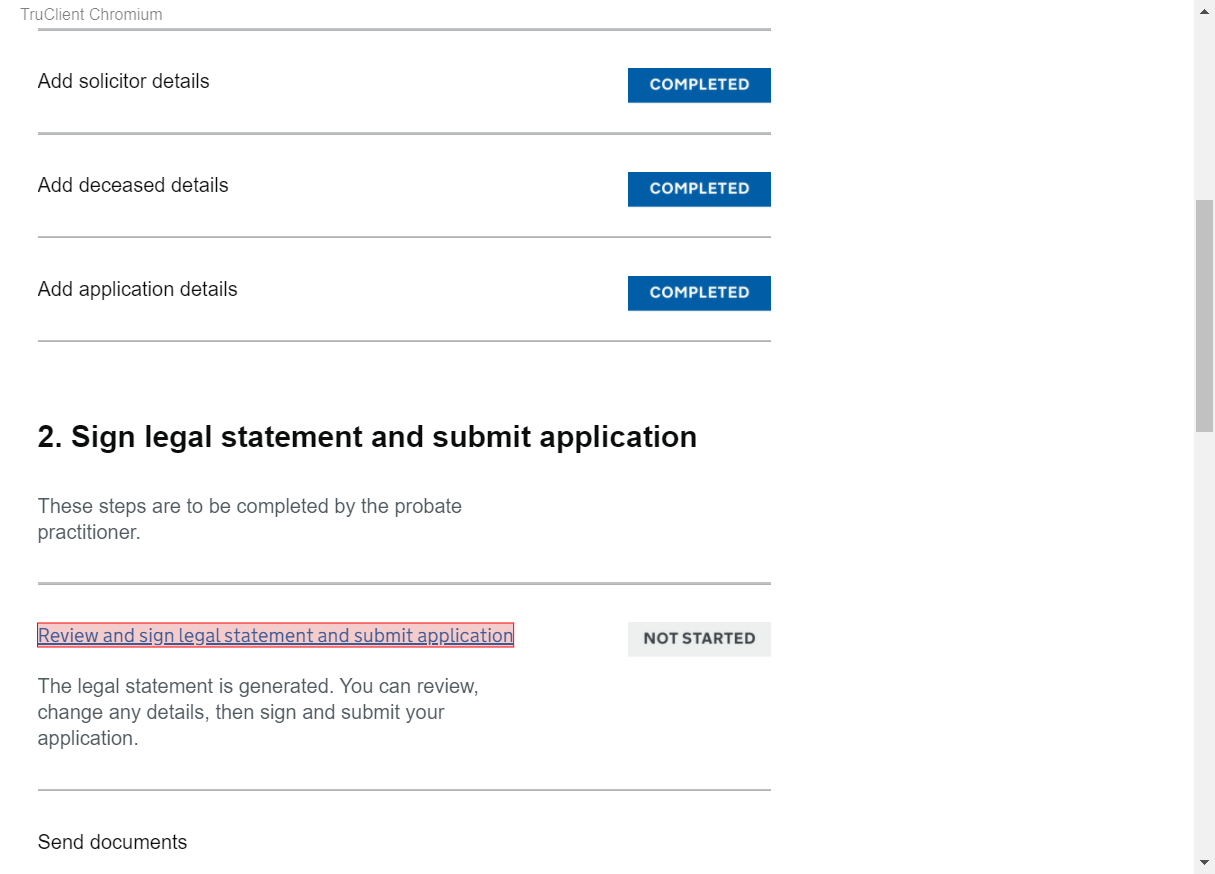 TruClient Chromium
Add solicitor details
COMPLETED
Add deceased details
COMPLETED
Add application details
COMPLETED
2. Sign legal statement and submit application
These steps are to be completed by the probate
practitioner.
Review and sign legal statement and submit application
NOT STARTED
The legal statement is generated. You can review,
change any details, then sign and submit your
application.
Send documents